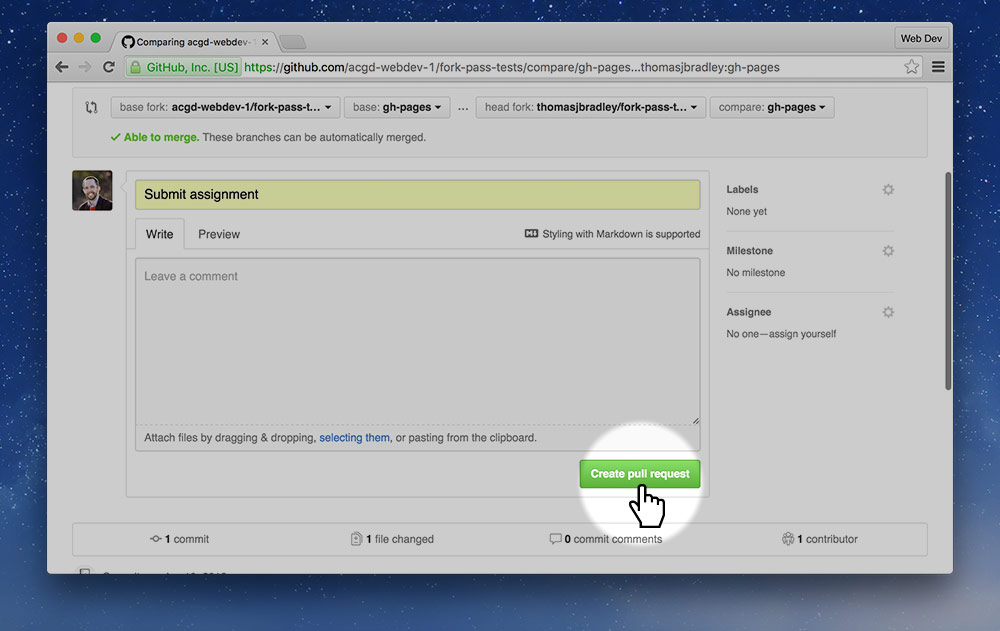 Comparing acgd-webdev-1
Web Dev
GitHub, Inc. [US] https://github.com/acgd-webdev-1/fork-pass-tests/compare/gh-pages...thomasjbradley:gh-pages
base fork: acgd-webdev-1/fork-pass-t... base: gh-pages ... head fork: thomasjbradley/fork-pass-t... compare: gh-pages
Able to merge. These branches can be automatically merged.
Submit assignment
Write Preview Styling with Markdown is supported
Leave a comment
Attach files by dragging & dropping, selecting them, or pasting from the clipboard.
Create pull request
Labels
None yet
Milestone
No milestone
Assignee
No one—assign yourself
1 commit 1 file changed 0 commit comments 1 contributor